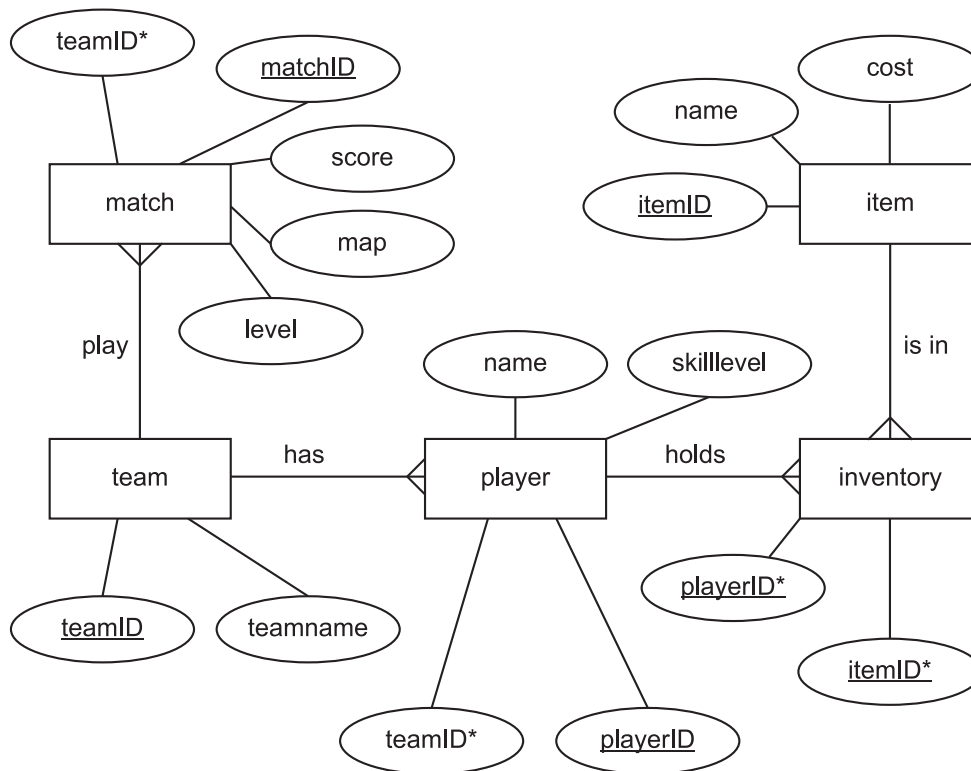 teamID*
matchID
cost
name
score
match
itemID
item
map
level
play
name
skilllevel
is in
team
has
player
holds
inventory
playerID*
teamID
teamname
itemID*
teamID*
playerID